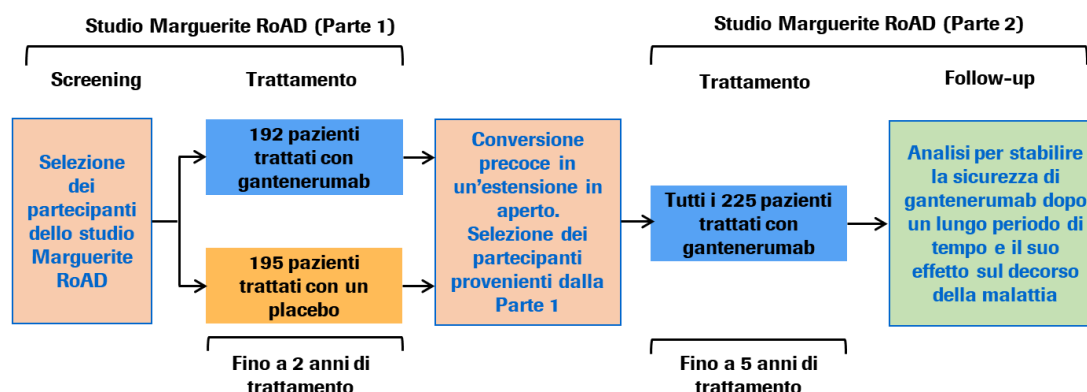 Studio Marguerite RoAD (Parte 1)
Screening
Trattamento
Selezione
dei
partecipanti
dello studio
Marguerite
RoAD
192 pazienti
trattati con
gantenerumab
195 pazienti
trattati con un
placebo
Fino a 2 anni di
trattamento
Conversione
precoce in
un'estensione in
aperto.
Selezione dei
partecipanti
provenienti dalla
Parte 1
Studio Marguerite RoAD (Parte 2)
Trattamento
Follow-up
Tutti i 225 pazienti
trattati con
gantenerumab
Fino a 5 anni di
trattamento
Analisi per stabilire
la sicurezza di
gantenerumab dopo
un lungo periodo di
tempo e il suo
effetto sul decorso
della malattia